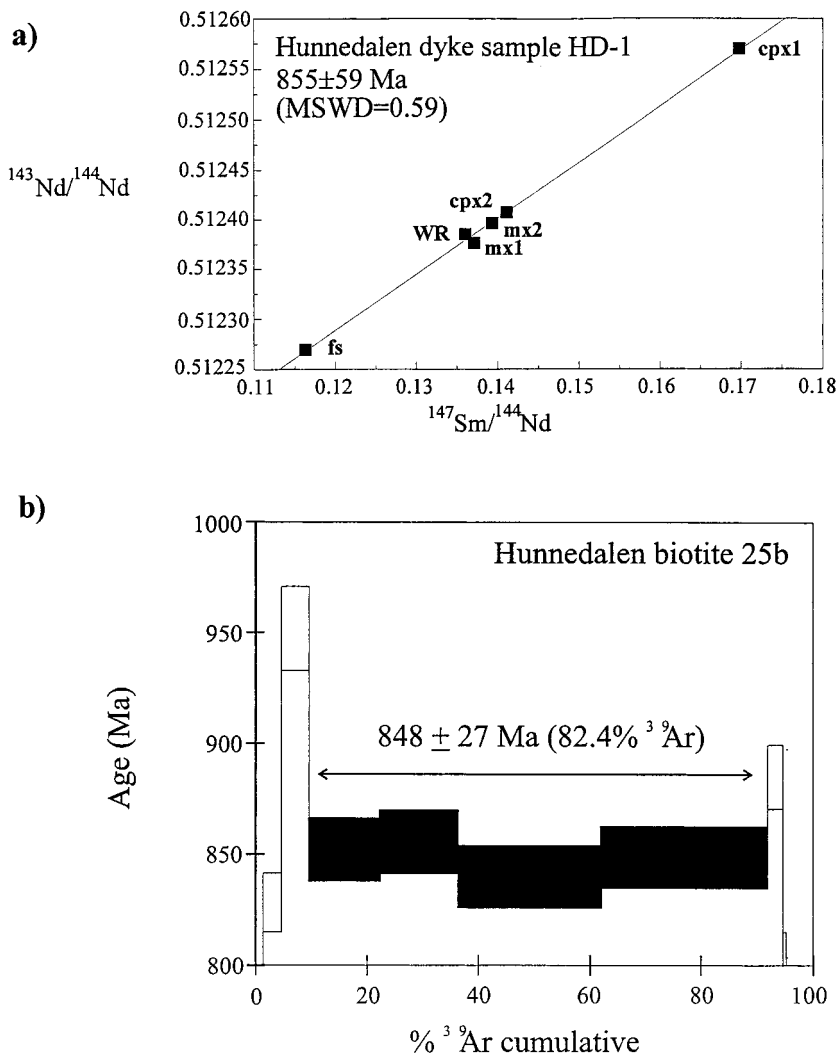 a)
Hunnedalen dyke sample HD-1
855±59 Ma
(MSWD=0.59)
¹⁴³Nd/¹⁴⁴Nd
0.51260
0.51255
0.51250
0.51245
0.51240
0.51235
0.51230
0.51225
cpx1
cpx2
mx2
WR
mx1
fs
0.11 0.12 0.13 0.14 0.15 0.16 0.17 0.18
¹⁴⁷Sm/¹⁴⁴Nd
b)
Hunnedalen biotite 25b
848 ± 27 Ma (82.4% ³⁹Ar)
Age (Ma)
1000
950
900
850
800
0 20 40 60 80 100
% ³⁹Ar cumulative